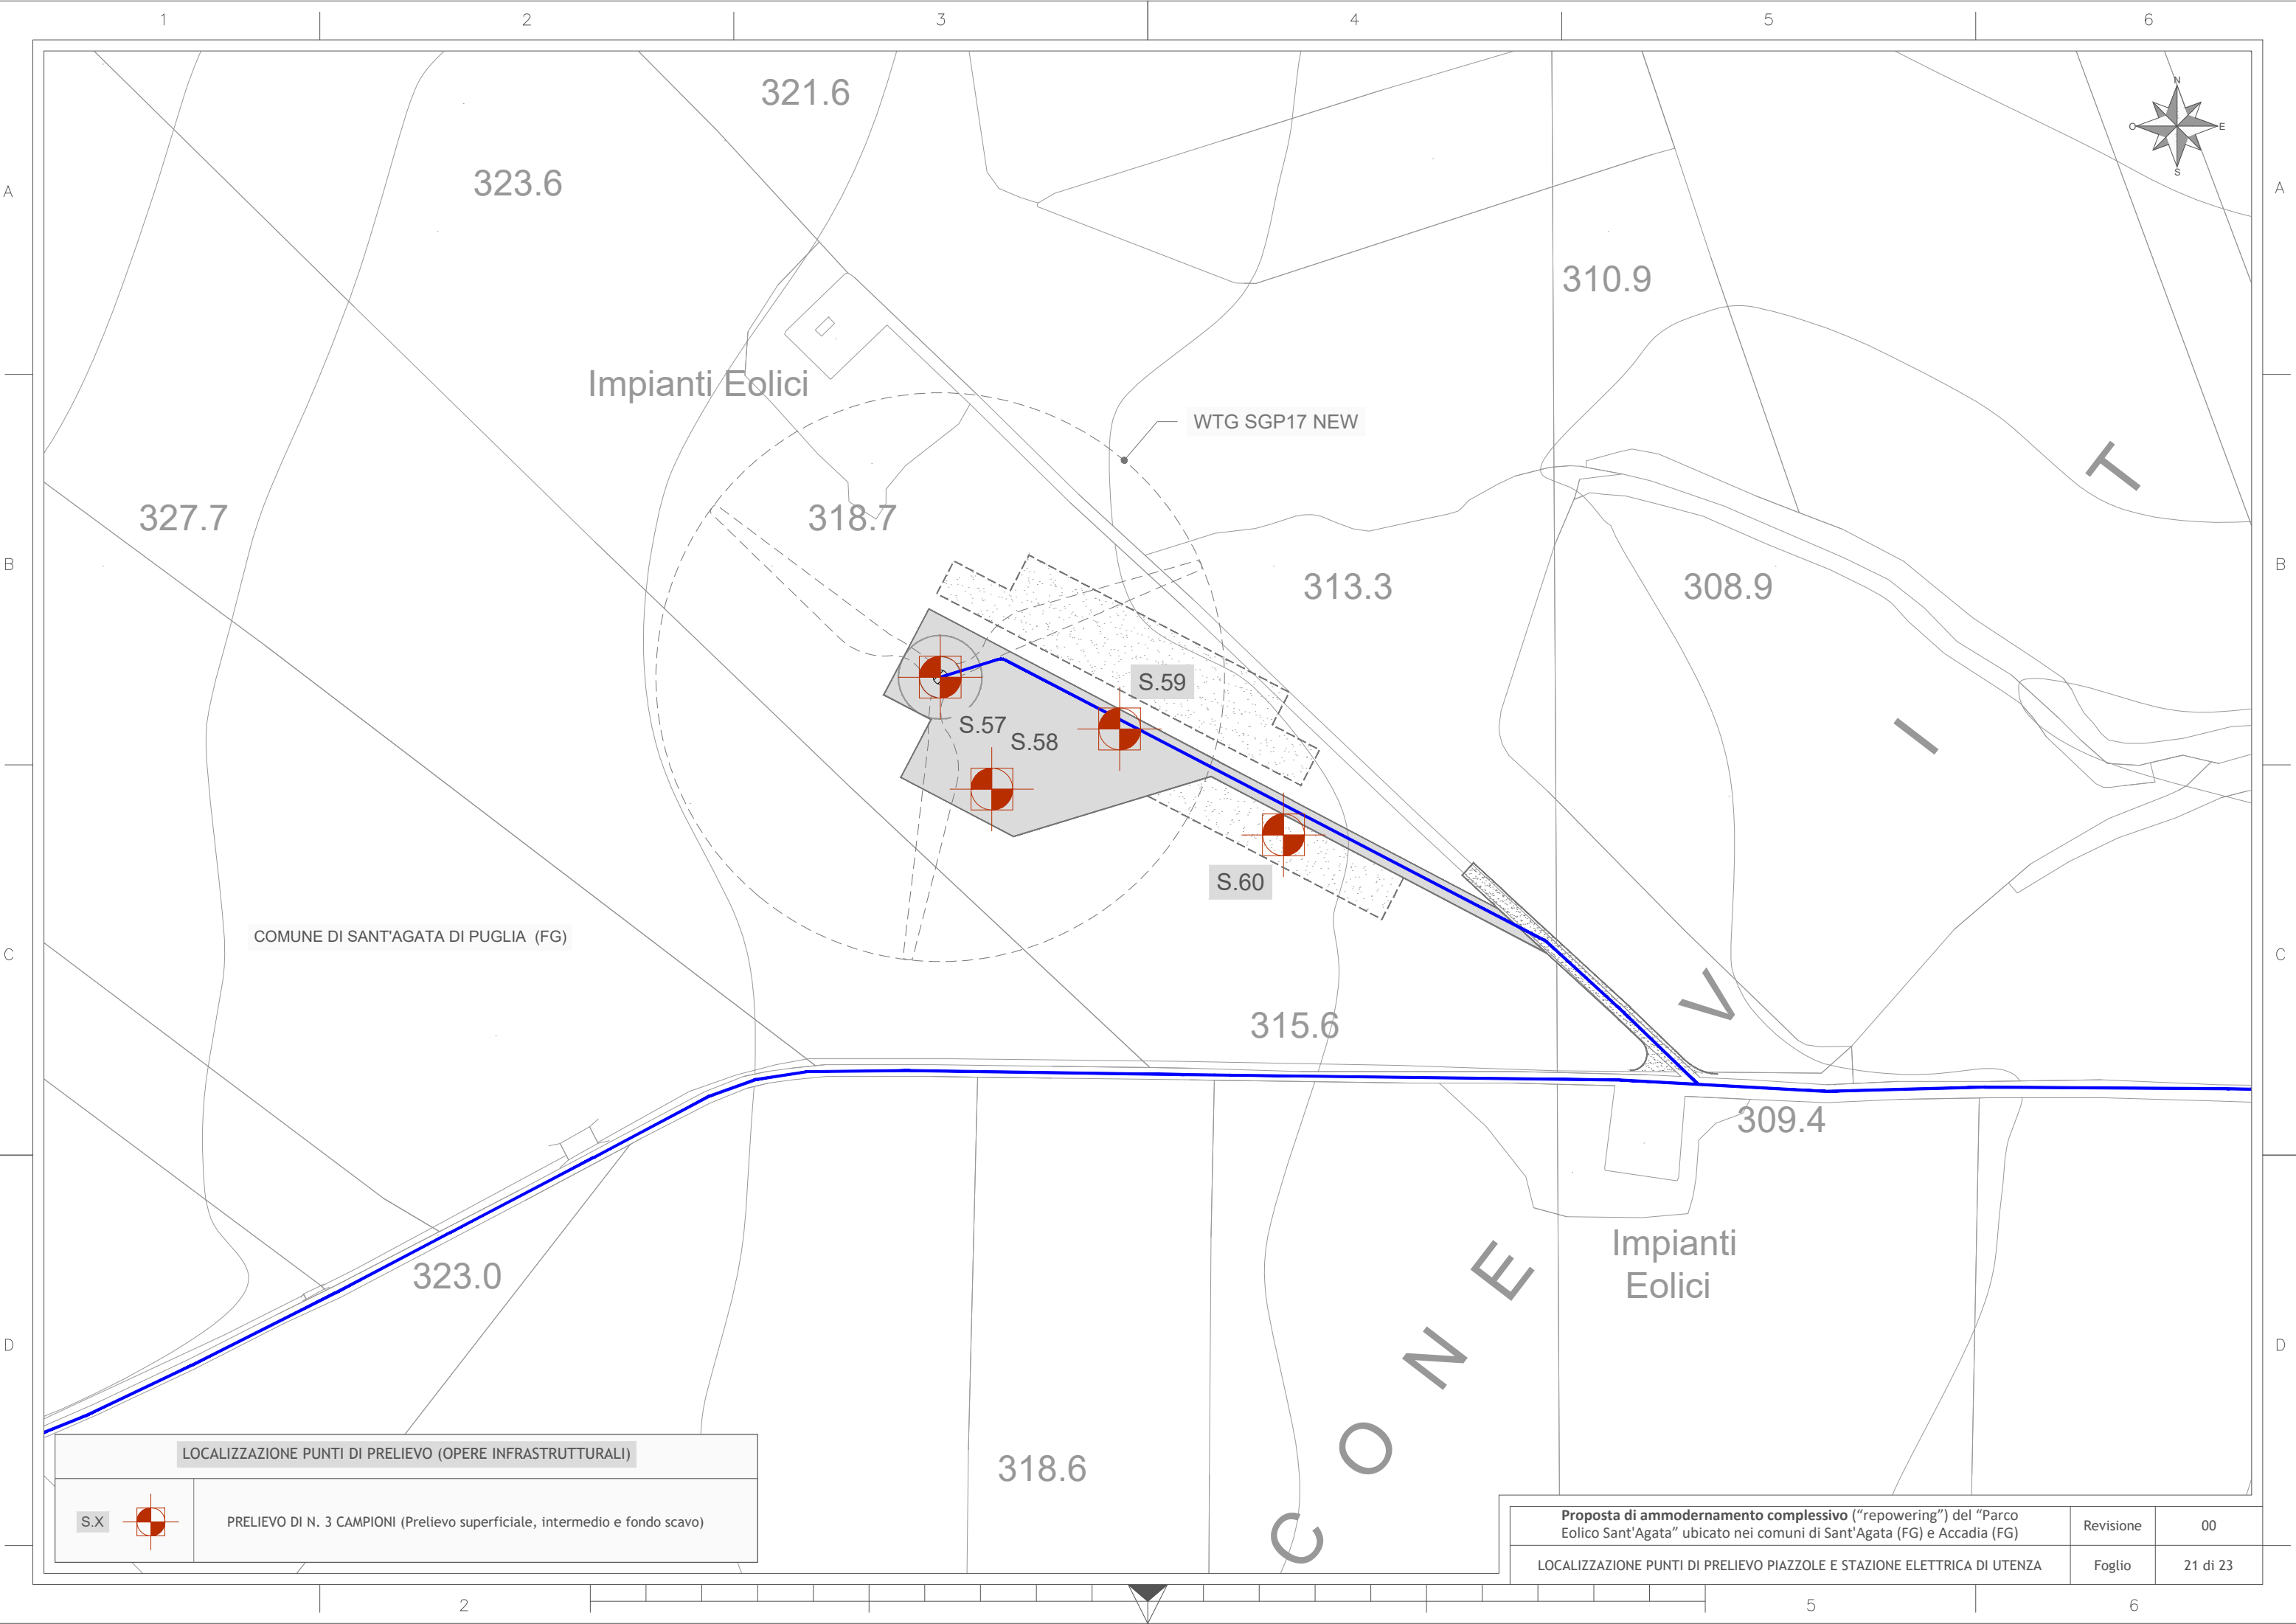 1 2 3 4 5 6
N
O E
S
321.6
A A
323.6
310.9
Impianti Eolici
WTG SGP17 NEW
T
327.7
318.7
B B
313.3
308.9
S.59
I
S.57
S.58
S.60
COMUNE DI SANT'AGATA DI PUGLIA (FG)
C C
V
315.6
309.4
Impianti
Eolici
323.0
E
D D
N
O
318.6
C
LOCALIZZAZIONE PUNTI DI PRELIEVO (OPERE INFRASTRUTTURALI)
S.X
PRELIEVO DI N. 3 CAMPIONI (Prelievo superficiale, intermedio e fondo scavo)
Proposta di ammodernamento complessivo (“repowering”) del “Parco
Eolico Sant'Agata” ubicato nei comuni di Sant'Agata (FG) e Accadia (FG)
Revisione 00
LOCALIZZAZIONE PUNTI DI PRELIEVO PIAZZOLE E STAZIONE ELETTRICA DI UTENZA
Foglio 21 di 23
2 5 6